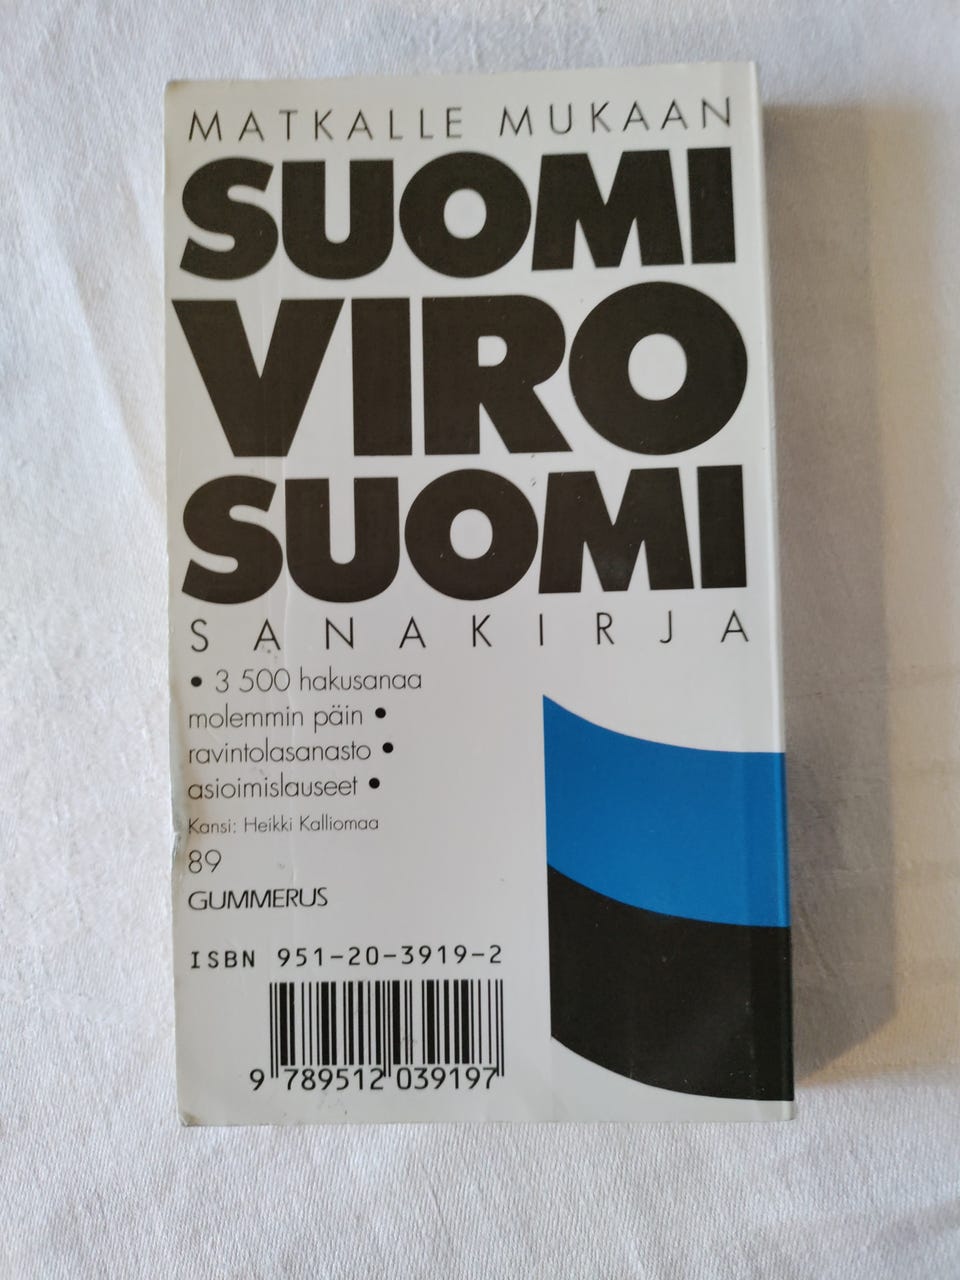 MATKALLE MUKAAN
SUOMI
VIRO
SUOMI
SANAKIRJA
• 3 500 hakusanaa
molemmin päin •
ravintolasanasto •
asioimislauseet •
Kansi: Heikki Kalliomaa
89
GUMMERUS
ISBN 951-20-3919-2
9 789512 039197